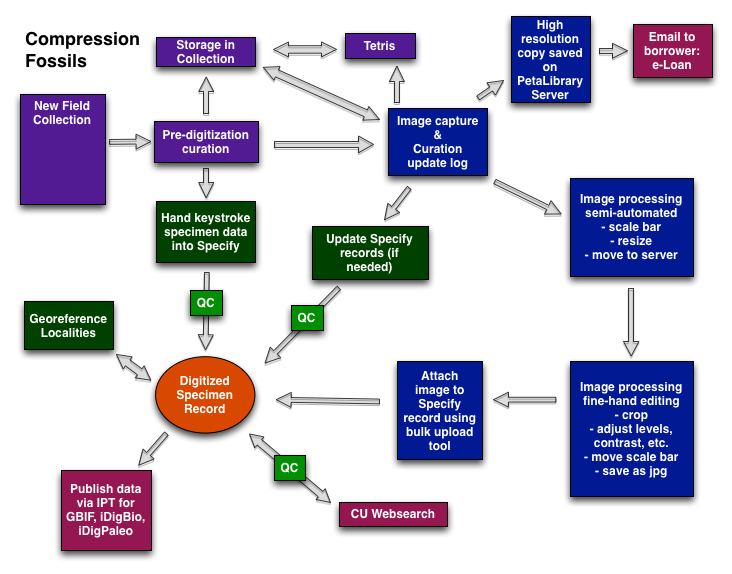 Compression
Fossils
New Field
Collection
Storage in
Collection
Tetris
Pre-digitization
curation
Image capture
&
Curation
update log
High
resolution
copy saved
on
PetaLibrary
Server
Email to
borrower:
e-Loan
Hand keystroke
specimen data
into Specify
Update Specify
records (if
needed)
Image processing
semi-automated
- scale bar
- resize
- move to server
QC
QC
Georeference
Localities
Digitized
Specimen
Record
Attach
image to
Specify
record using
bulk upload
tool
Image processing
fine-hand editing
- crop
- adjust levels,
contrast, etc.
- move scale bar
- save as jpg
QC
Publish data
via IPT for
GBIF, iDigBio,
iDigPaleo
CU Websearch